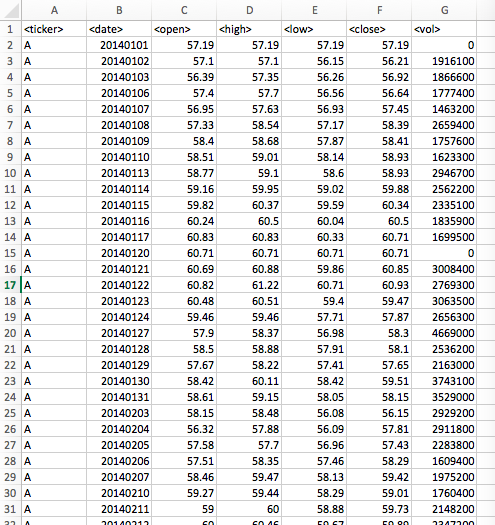 A B C D E F G
1 <ticker> <date> <open> <high> <low> <close> <vol>
2 A 20140101 57.19 57.19 57.19 57.19 0
3 A 20140102 57.1 57.1 56.15 56.21 1916100
4 A 20140103 56.39 57.35 56.26 56.92 1866600
5 A 20140106 57.4 57.7 56.56 56.64 1777400
6 A 20140107 56.95 57.63 56.93 57.45 1463200
7 A 20140108 57.33 58.54 57.17 58.39 2659400
8 A 20140109 58.4 58.68 57.87 58.41 1757600
9 A 20140110 58.51 59.01 58.14 58.93 1623300
10 A 20140113 58.77 59.1 58.6 58.93 2946700
11 A 20140114 59.16 59.95 59.02 59.88 2562200
12 A 20140115 59.82 60.37 59.59 60.34 2335100
13 A 20140116 60.24 60.5 60.04 60.5 1835900
14 A 20140117 60.83 60.83 60.33 60.71 1699500
15 A 20140120 60.71 60.71 60.71 60.71 0
16 A 20140121 60.69 60.88 59.86 60.85 3008400
17 A 20140122 60.82 61.22 60.71 60.93 2769300
18 A 20140123 60.48 60.51 59.4 59.47 3063500
19 A 20140124 59.46 59.46 57.71 57.87 2656300
20 A 20140127 57.9 58.37 56.98 58.3 4669000
21 A 20140128 58.5 58.88 57.91 58.1 2536200
22 A 20140129 57.67 58.22 57.41 57.65 2163000
23 A 20140130 58.42 60.11 58.42 59.51 3743100
24 A 20140131 58.61 59.15 58.05 58.15 3529000
25 A 20140203 58.15 58.48 56.08 56.15 2929200
26 A 20140204 56.32 57.88 56.09 57.81 2911800
27 A 20140205 57.58 57.7 56.96 57.43 2283800
28 A 20140206 57.51 58.35 57.46 58.29 1609400
29 A 20140207 58.46 59.47 58.13 59.42 1975200
30 A 20140210 59.27 59.44 58.29 59.01 1760400
31 A 20140211 59 60 58.88 59.73 2148200
32 A 20140212 60 60.46 59.67 59.89 2347200